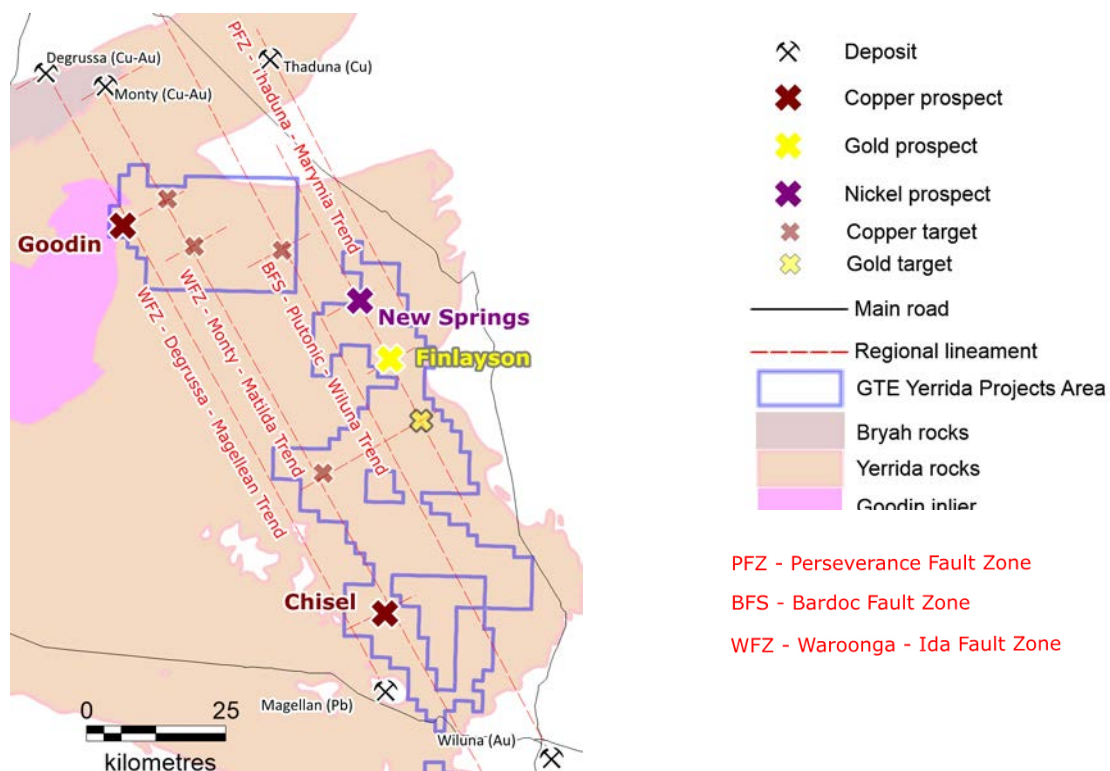 Degrussa (Cu-Au)
Monty (Cu-Au)
Thaduna (Cu)
PFZ - Thaduna - Marymia Trend
Goodin
WFZ - Degrussa - Magellean Trend
WFZ - Monty - Matilda Trend
BFS - Plutonic - Wiluna Trend
New Springs
Finlayson
Chisel
Magellan (Pb)
Wiluna (Au)
0 25
kilometres
Deposit
Copper prospect
Gold prospect
Nickel prospect
Copper target
Gold target
Main road
Regional lineament
GTE Yerrida Projects Area
Bryah rocks
Yerrida rocks
Goodin inlier
PFZ - Perseverance Fault Zone
BFS - Bardoc Fault Zone
WFZ - Waroonga - Ida Fault Zone